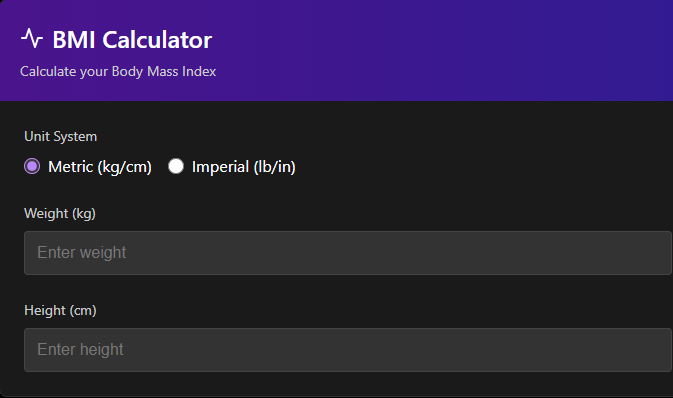 BMI Calculator
Calculate your Body Mass Index
Unit System
Metric (kg/cm) Imperial (lb/in)
Weight (kg)
Enter weight
Height (cm)
Enter height